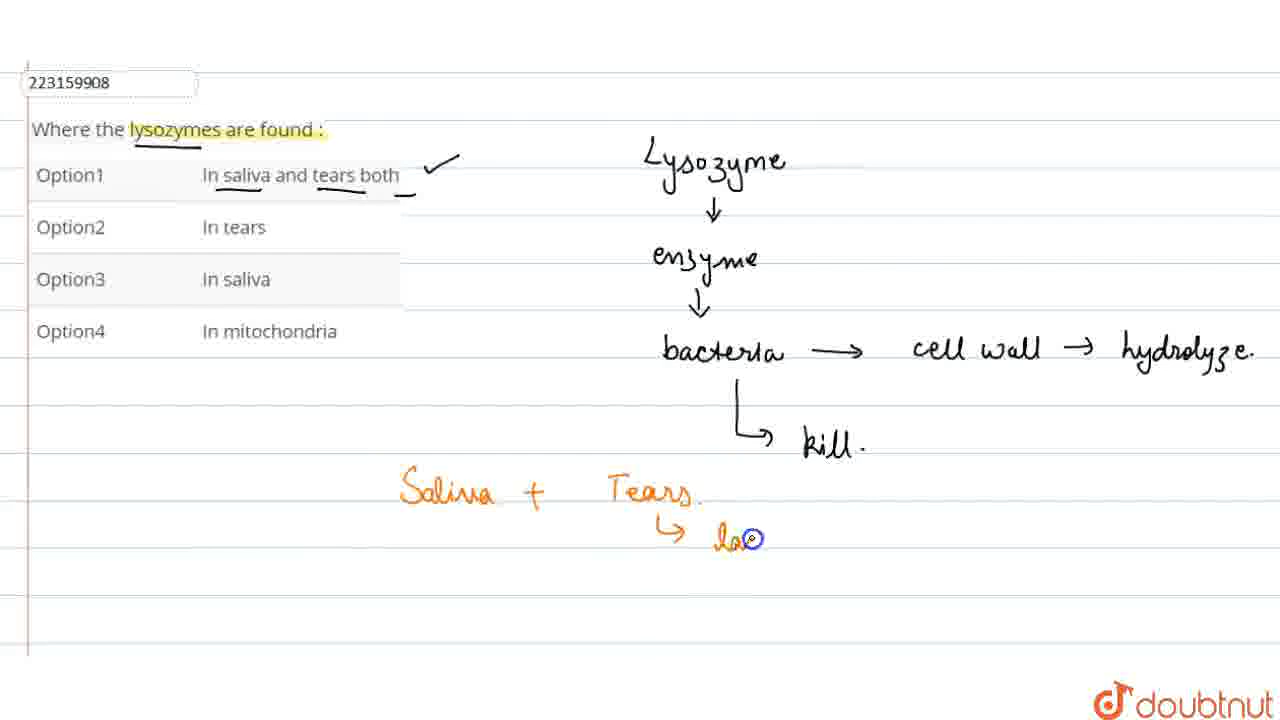 223159908
Where the lysozymes are found :
Option1 In saliva and tears both
Option2 In tears
Option3 In saliva
Option4 In mitochondria
Lysozyme
enzyme
bacteria → cell wall → hydrolyze.
kill.
Saliva + Tears.
doubtnut